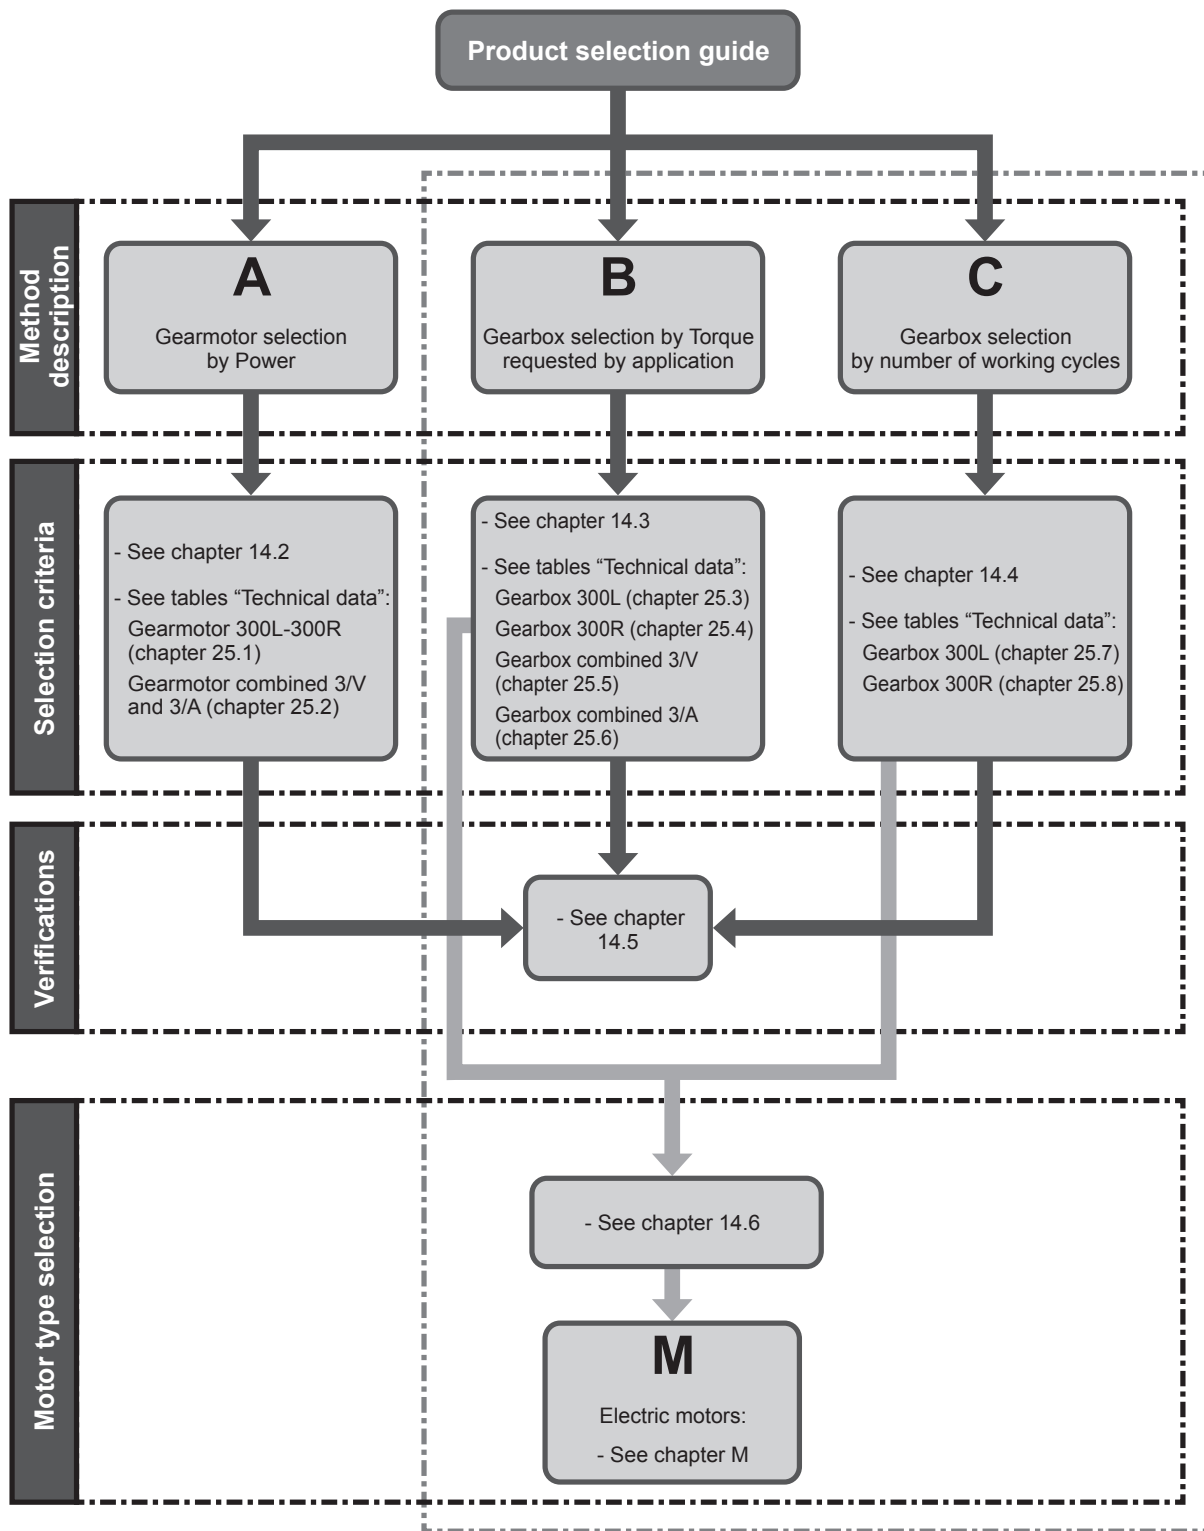 Product selection guide
Method
description
A
Gearmotor selection
by Power
B
Gearbox selection by Torque
requested by application
C
Gearbox selection
by number of working cycles
Selection criteria
- See chapter 14.2
- See tables “Technical data”:
Gearmotor 300L-300R
(chapter 25.1)
Gearmotor combined 3/V
and 3/A (chapter 25.2)
- See chapter 14.3
- See tables “Technical data”:
Gearbox 300L (chapter 25.3)
Gearbox 300R (chapter 25.4)
Gearbox combined 3/V
(chapter 25.5)
Gearbox combined 3/A
(chapter 25.6)
- See chapter 14.4
- See tables “Technical data”:
Gearbox 300L (chapter 25.7)
Gearbox 300R (chapter 25.8)
Verifications
- See chapter
14.5
Motor type selection
- See chapter 14.6
M
Electric motors:
- See chapter M